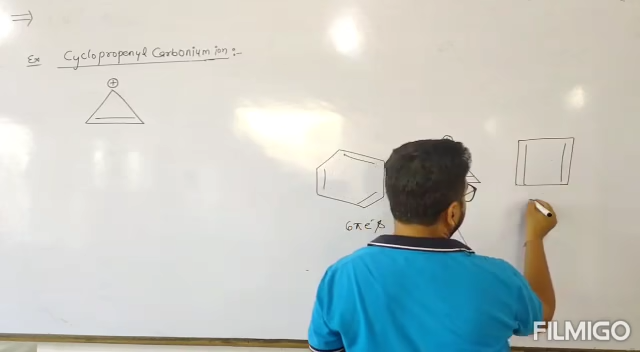 ⇒
Ex Cyclopropenyl Carbonium ion:-
⊕
6πe⁻s
FILMIGO